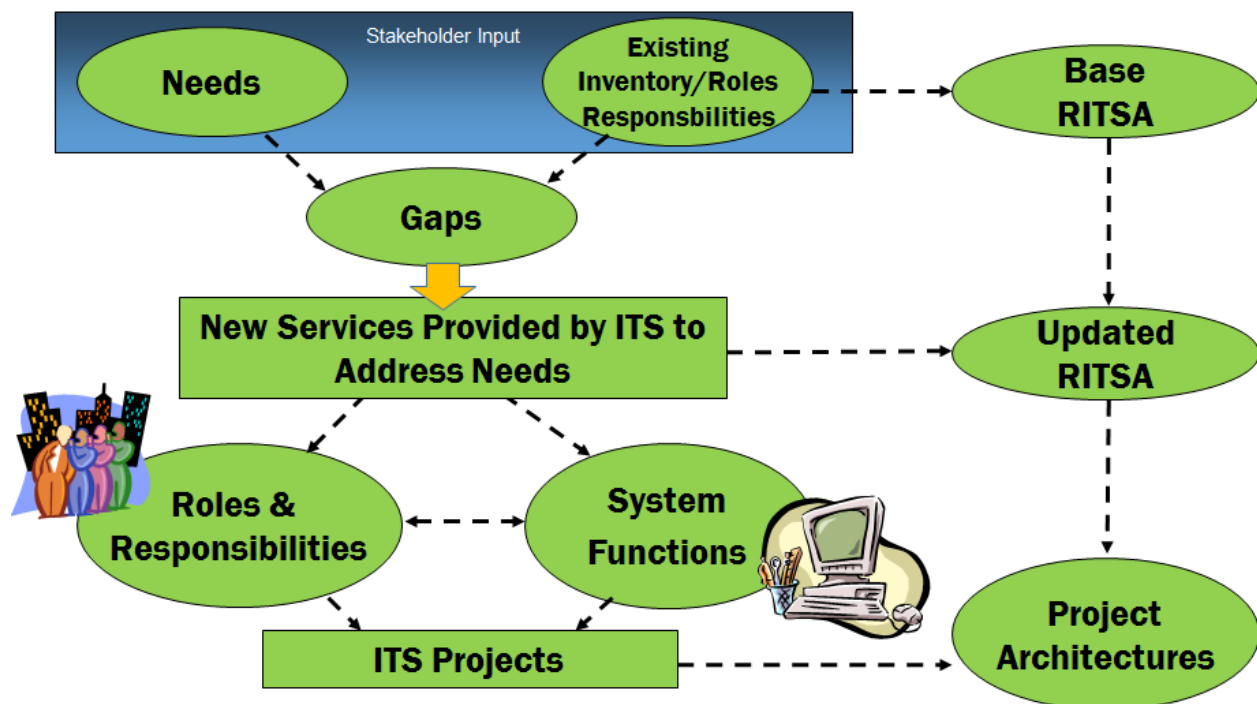 Stakeholder Input
Needs
Existing
Inventory/Roles
Responsbilities
Base
RITSA
Gaps
New Services Provided by ITS to
Address Needs
Updated
RITSA
Roles &
Responsibilities
System
Functions
ITS Projects
Project
Architectures